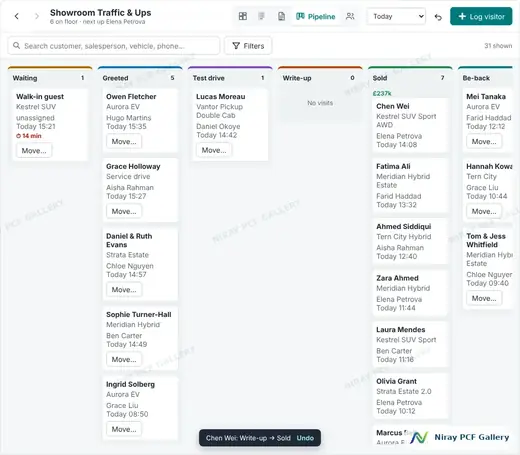 Showroom Traffic & Ups
6 on floor · next up Elena Petrova
Pipeline
Today
+ Log visitor
Search customer, salesperson, vehicle, phone...
Filters
31 shown
Waiting 1
Walk-in guest
Kestrel SUV
unassigned
Today 15:21
14 min
Move...
Greeted 5
Owen Fletcher
Aurora EV
Hugo Martins
Today 15:35
Move...
Grace Holloway
Service drive
Aisha Rahman
Today 15:27
Move...
Daniel & Ruth
Evans
Strata Estate
Chloe Nguyen
Today 14:57
Move...
Sophie Turner-Hall
Meridian Hybrid
Ben Carter
Today 14:49
Move...
Ingrid Solberg
Aurora EV
Grace Liu
Today 08:50
Move...
Test drive 1
Lucas Moreau
Vantor Pickup
Double Cab
Daniel Okoye
Today 14:42
Move...
Write-up 0
No visits
Sold 7
£237k
Chen Wei
Kestrel SUV Sport
AWD
Elena Petrova
Today 14:08
Fatima Ali
Meridian Hybrid
Estate
Farid Haddad
Today 13:32
Ahmed Siddiqui
Tern City Hybrid
Aisha Rahman
Today 12:40
Zara Ahmed
Meridian Hybrid
Elena Petrova
Today 11:44
Laura Mendes
Kestrel SUV Sport
Ben Carter
Today 11:16
Olivia Grant
Strata Estate 2.0
Elena Petrova
Today 10:12
Marcus
Aurora
Be-back
Mei Tanaka
Aurora EV
Farid Haddad
Today 12:12
Move...
Hannah Kowa
Tern City
Grace Liu
Today 10:44
Move...
Tom & Jess
Whitfield
Meridian Hyb
Estate
Chloe Nguyen
Today 09:40
Move...
Chen Wei: Write-up → Sold Undo
Niray PCF Gallery
NIRAY PCF GALLERY